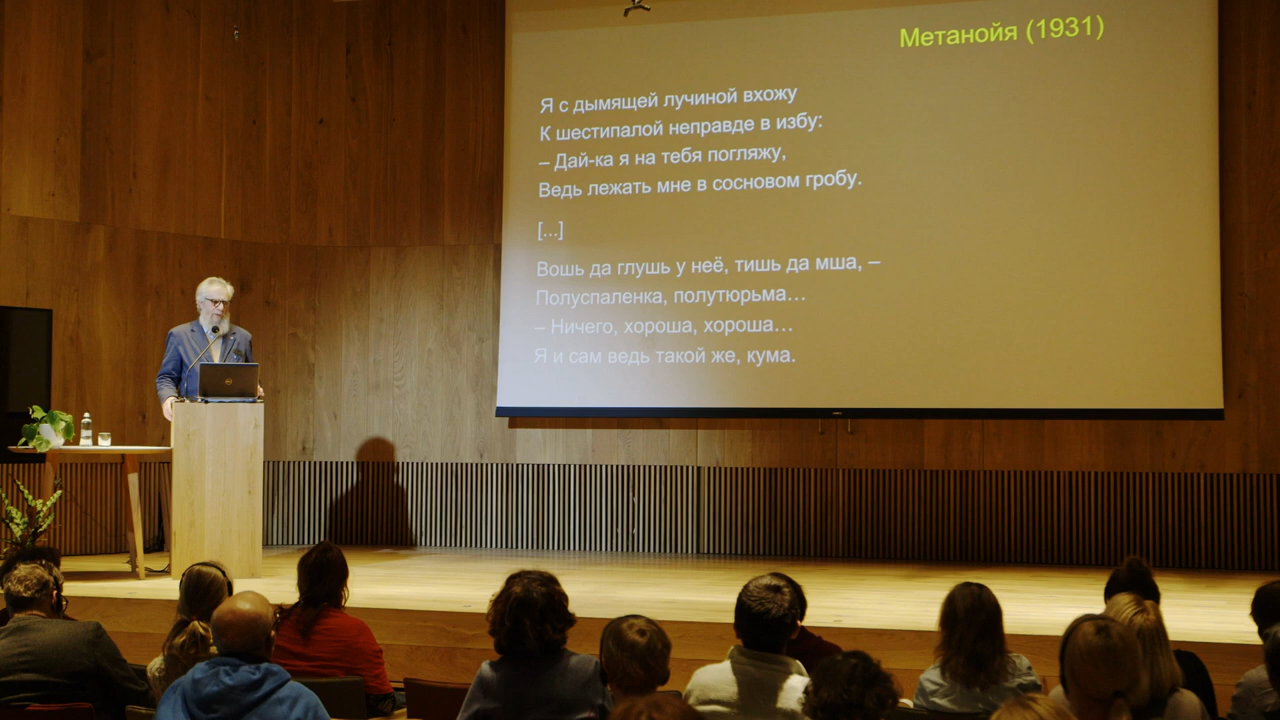 Метанойя (1931)
Я с дымящей лучиной вхожу
К шестипалой неправде в избу:
– Дай-ка я на тебя погляжу,
Ведь лежать мне в сосновом гробу.
[...]
Вошь да глушь у неё, тишь да мша, –
Полуспаленка, полутюрьма...
– Ничего, хороша, хороша...
Я и сам ведь такой же, кума.
DELL